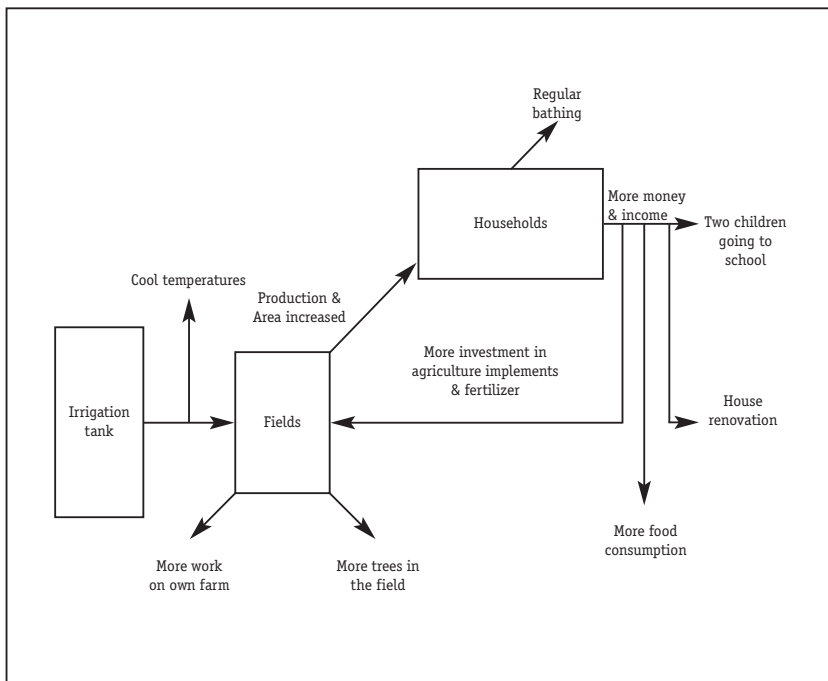 Regular
bathing
More money
& income
Households
Two children
going to
school
Cool temperatures
Production &
Area increased
More investment in
agriculture implements
& fertilizer
Irrigation
tank
Fields
House
renovation
More food
consumption
More work
on own farm
More trees in
the field